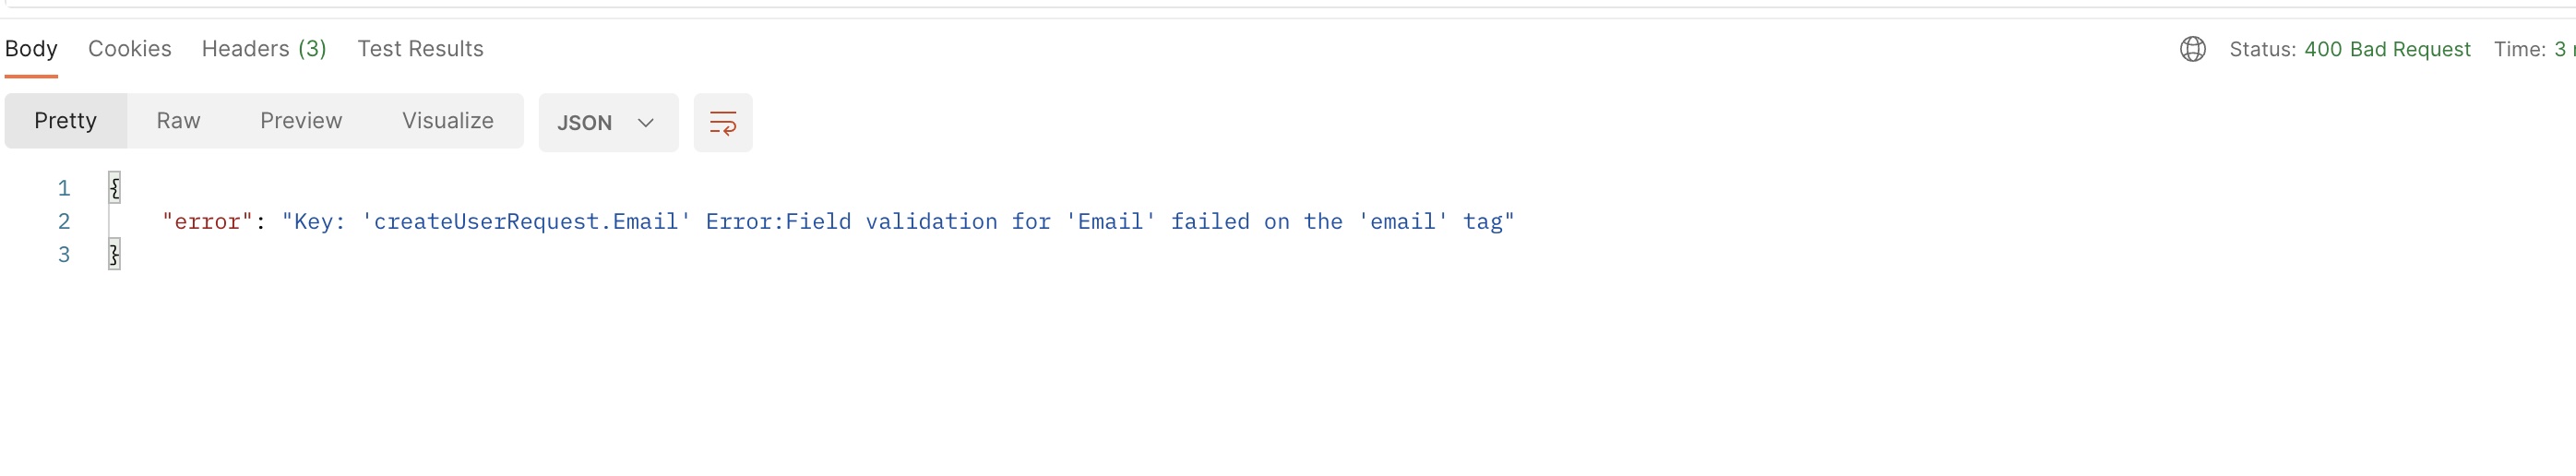 Body Cookies Headers (3) Test Results Status: 400 Bad Request Time: 3
Pretty Raw Preview Visualize JSON
1 {
2 "error": "Key: 'createUserRequest.Email' Error:Field validation for 'Email' failed on the 'email' tag"
3 }